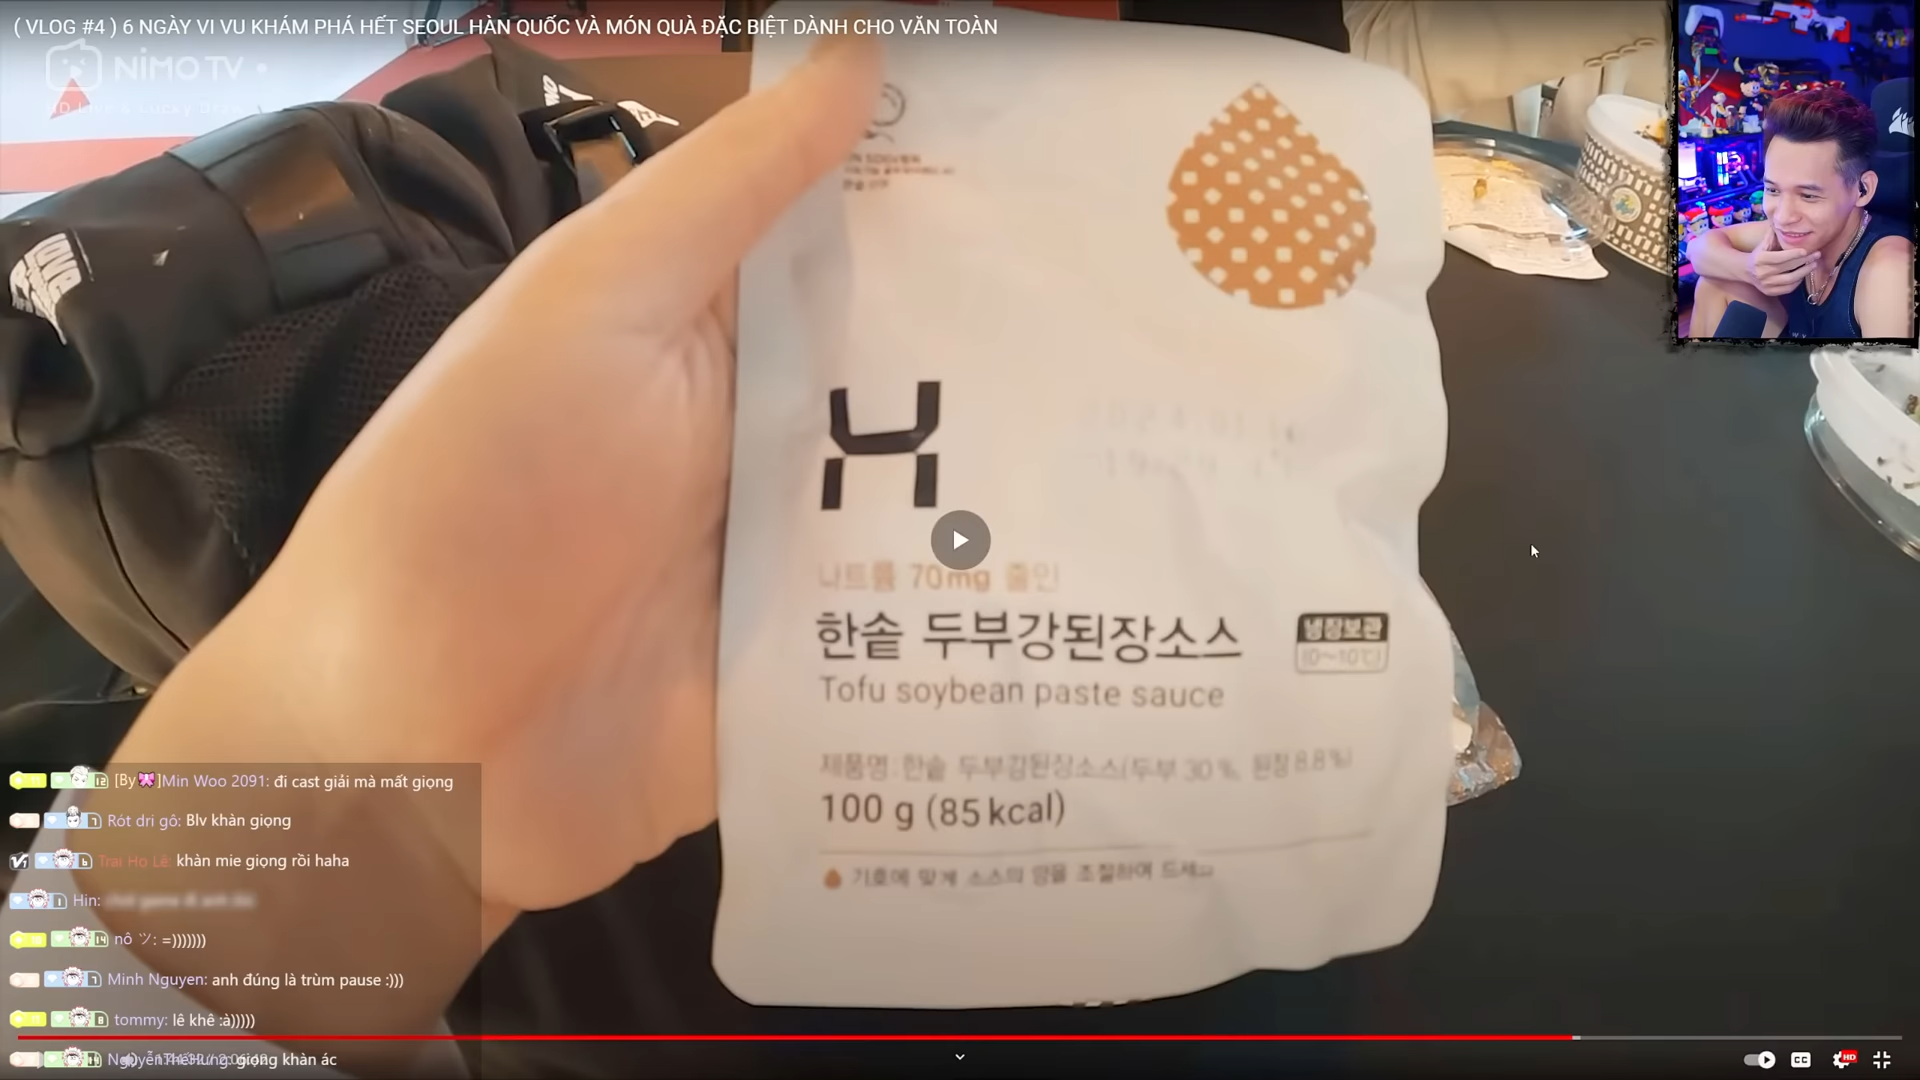 ( VLOG #4 ) 6 NGÀY VI VU KHÁM PHÁ HẾT SEOUL HÀN QUỐC VÀ MÓN QUÀ ĐẶC BIỆT DÀNH CHO VĂN TOÀN
NIMO TV
나트륨 70mg 줄인
한솥 두부강된장소스
냉장보관
(0~10℃)
Tofu soybean paste sauce
제품명: 한솥 두부강된장소스(두부 30%, 된장 8.8%)
100 g (85 kcal)
기호에 맞게 소스의 양을 조절하여 드세요
[By]Min Woo 2091: đi cast giải mà mất giọng
Rót dri gô: Blv khàn giọng
Trai Họ Lê: khàn mie giọng rồi haha
Hin:
nô ツ: =)))))))
Minh Nguyen: anh đúng là trùm pause :)))
tommy: lê khê :à)))))
giọng khàn ác
CC
HD